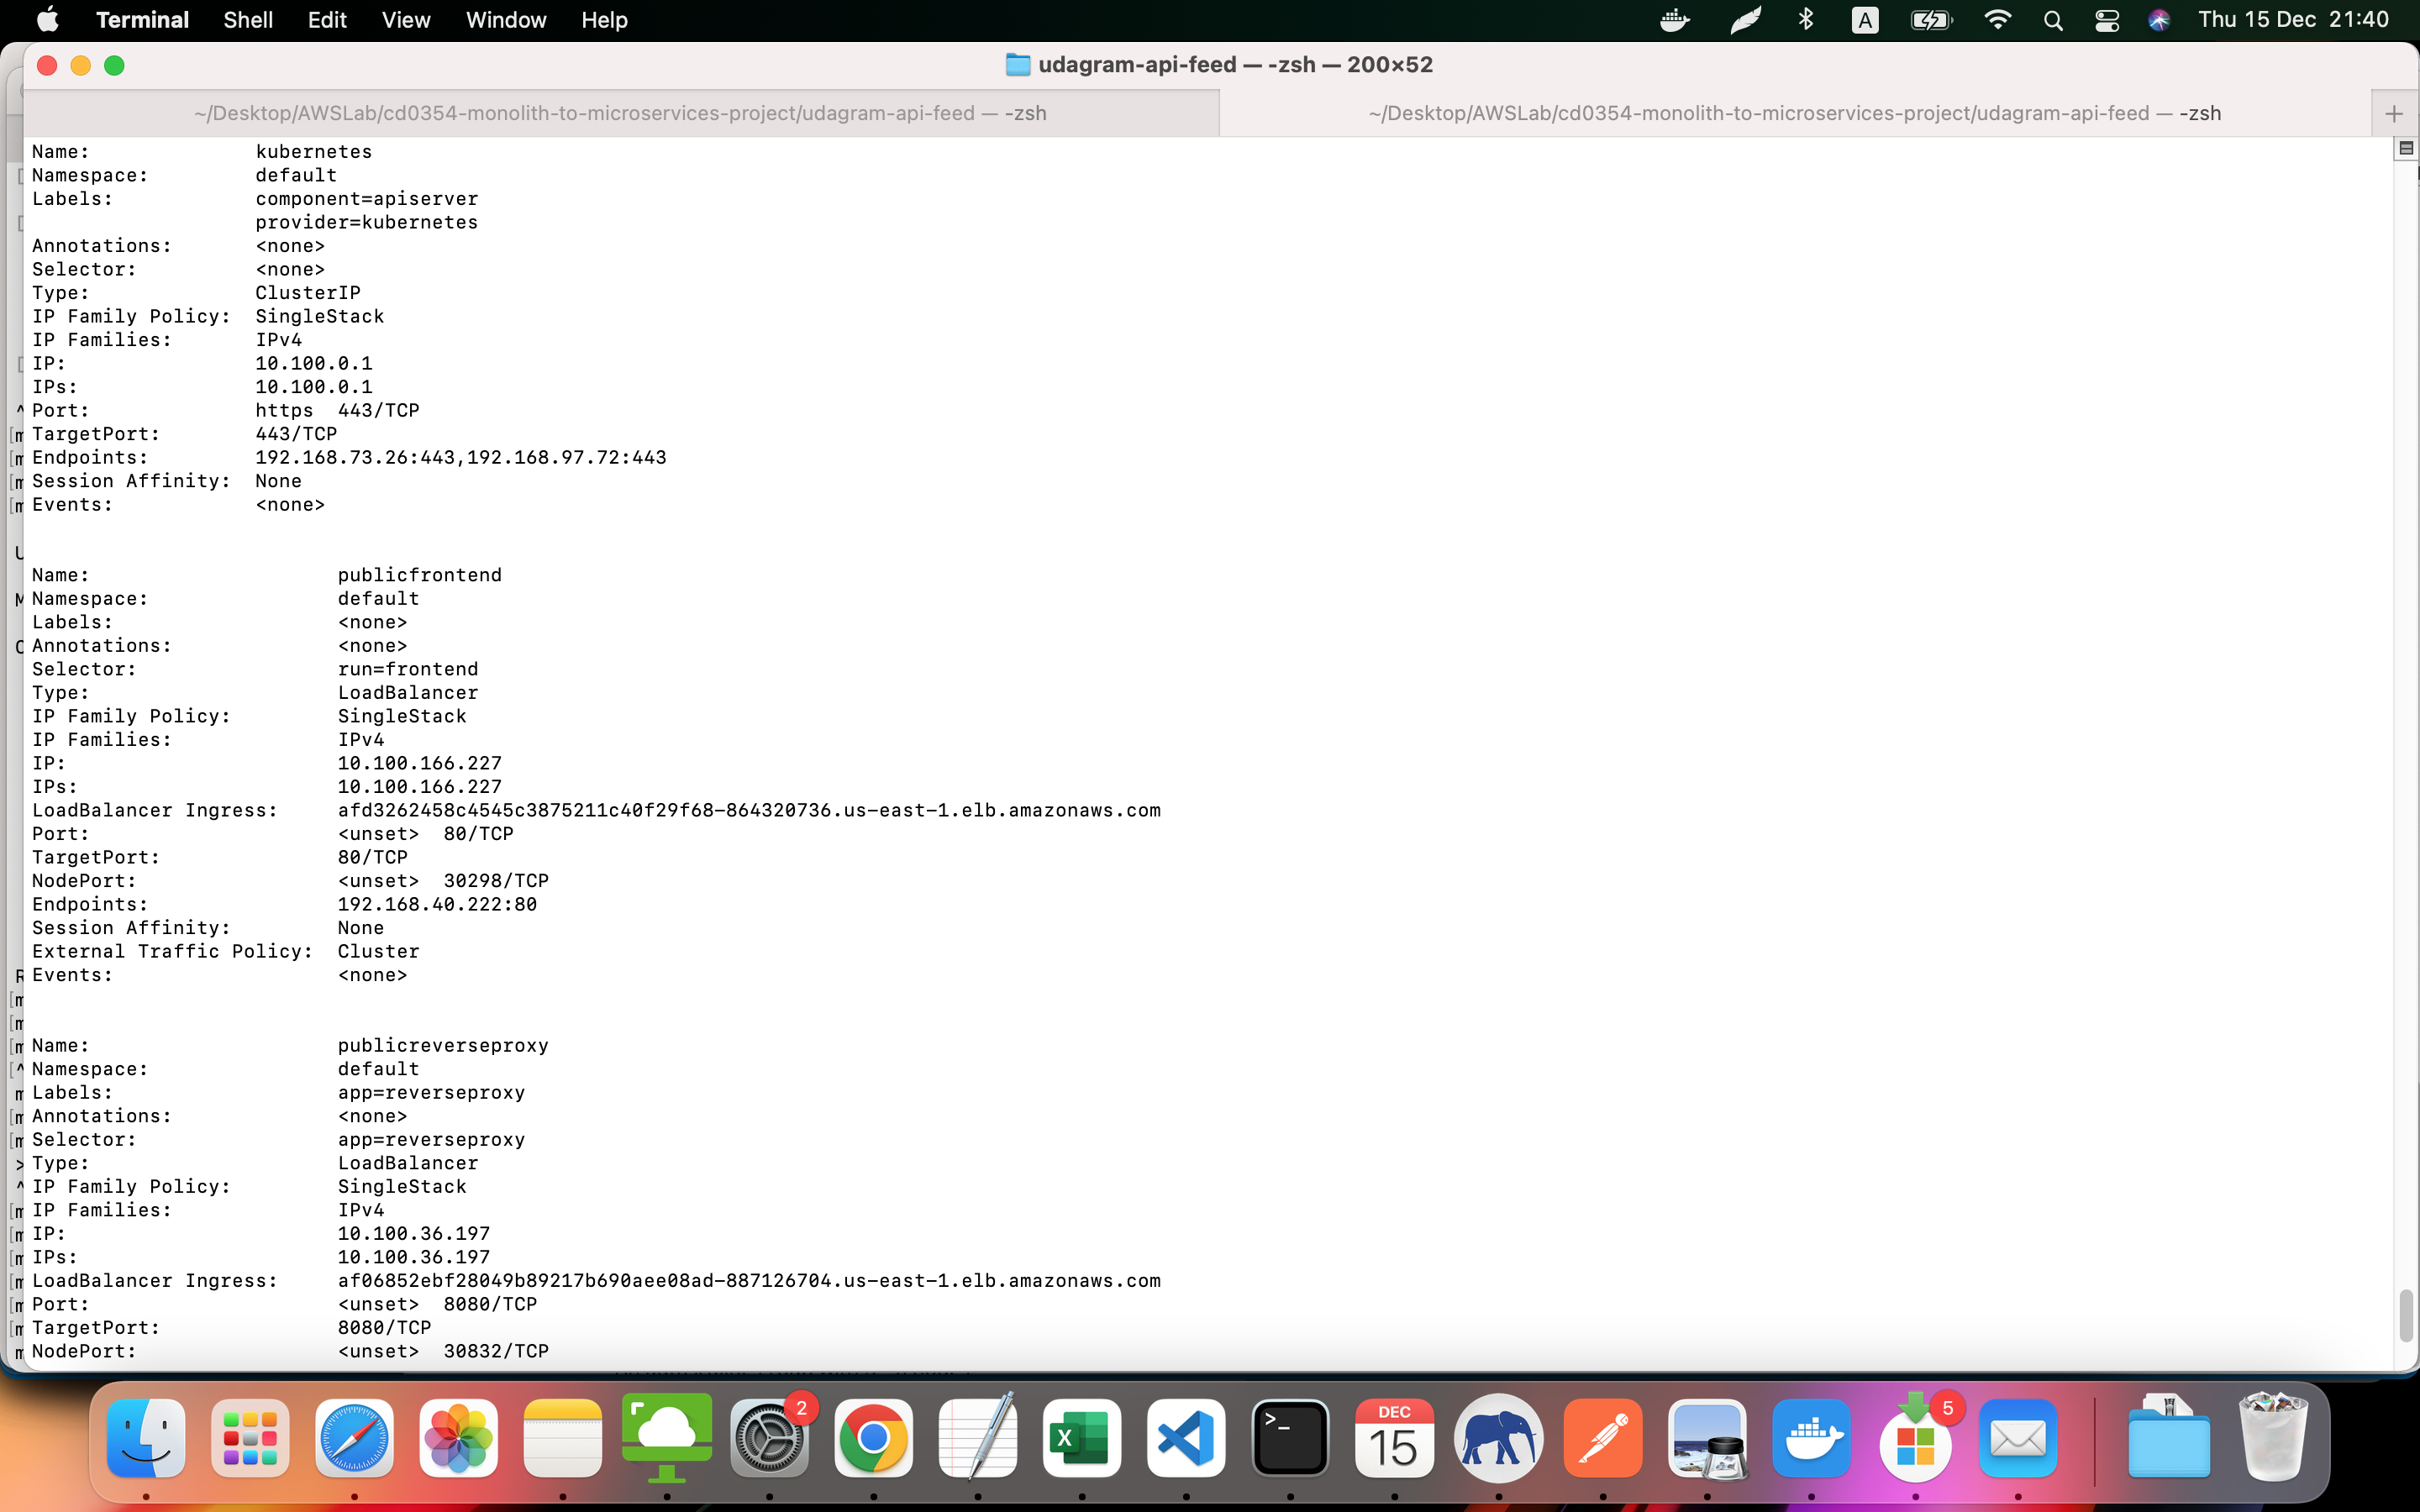 Terminal Shell Edit View Window Help A Thu 15 Dec 21:40
udagram-api-feed — -zsh — 200×52
~/Desktop/AWSLab/cd0354-monolith-to-microservices-project/udagram-api-feed — -zsh ~/Desktop/AWSLab/cd0354-monolith-to-microservices-project/udagram-api-feed — -zsh +
Name: kubernetes
Namespace: default
Labels: component=apiserver
provider=kubernetes
Annotations: <none>
Selector: <none>
Type: ClusterIP
IP Family Policy: SingleStack
IP Families: IPv4
IP: 10.100.0.1
IPs: 10.100.0.1
Port: https 443/TCP
TargetPort: 443/TCP
Endpoints: 192.168.73.26:443,192.168.97.72:443
Session Affinity: None
Events: <none>
Name: publicfrontend
Namespace: default
Labels: <none>
Annotations: <none>
Selector: run=frontend
Type: LoadBalancer
IP Family Policy: SingleStack
IP Families: IPv4
IP: 10.100.166.227
IPs: 10.100.166.227
LoadBalancer Ingress: afd3262458c4545c3875211c40f29f68-864320736.us-east-1.elb.amazonaws.com
Port: <unset> 80/TCP
TargetPort: 80/TCP
NodePort: <unset> 30298/TCP
Endpoints: 192.168.40.222:80
Session Affinity: None
External Traffic Policy: Cluster
Events: <none>
Name: publicreverseproxy
Namespace: default
Labels: app=reverseproxy
Annotations: <none>
Selector: app=reverseproxy
Type: LoadBalancer
IP Family Policy: SingleStack
IP Families: IPv4
IP: 10.100.36.197
IPs: 10.100.36.197
LoadBalancer Ingress: af06852ebf28049b89217b690aee08ad-887126704.us-east-1.elb.amazonaws.com
Port: <unset> 8080/TCP
TargetPort: 8080/TCP
NodePort: <unset> 30832/TCP
2 X >_ DEC 15 5